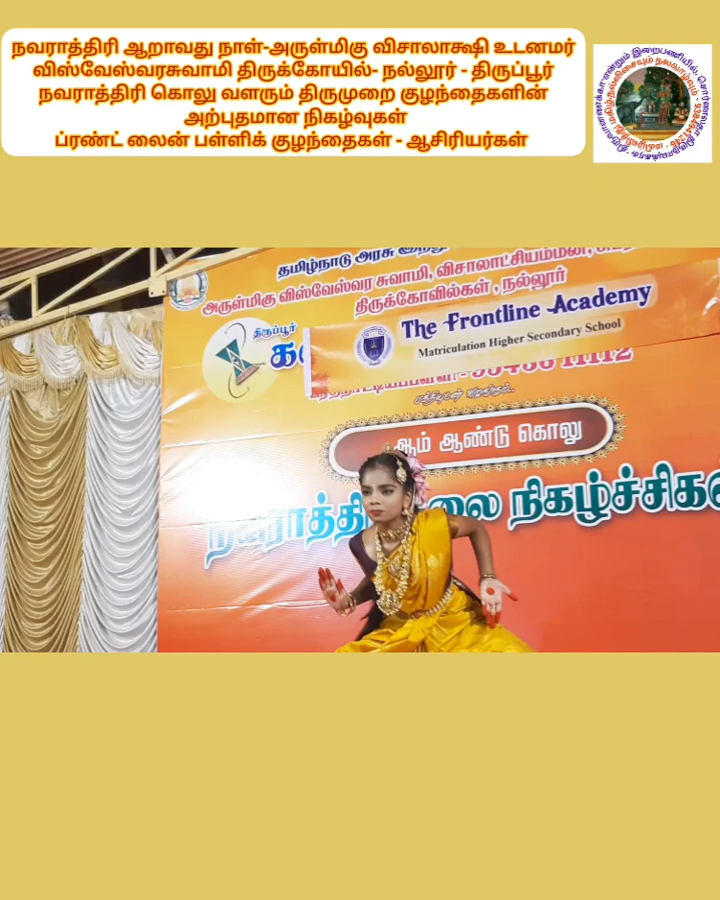 நவராத்திரி ஆறாவது நாள்-அருள்மிகு விசாலாக்ஷி உடனமர்
விஸ்வேஸ்வரசுவாமி திருக்கோயில்- நல்லூர் - திருப்பூர்
நவராத்திரி கொலு வளரும் திருமுறை குழந்தைகளின்
அற்புதமான நிகழ்வுகள்
ப்ரண்ட் லைன் பள்ளிக் குழந்தைகள் - ஆசிரியர்கள்
தமிழ்நாடு அரசு
அருள்மிகு விஸ்வேஸ்வர சுவாமி, விசாலாட்சியம்மன்,
திருக்கோவில்கள் , நல்லூர்
திருப்பூர்
The Frontline Academy
Matriculation Higher Secondary School
ஆம் ஆண்டு கொலு
நிகழ்ச்சிகள்